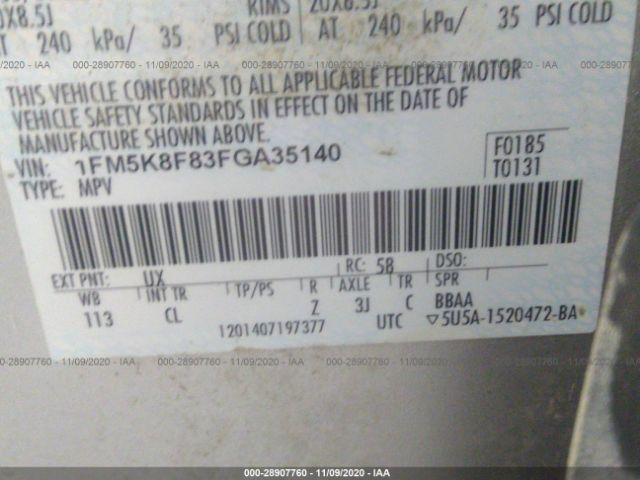 0X8.5J RIMS 20X8.5J
AT 240 kPa/ 35 PSI COLD AT 240 kPa/ 35 PSI COLD
000-28907760 - 11/09/2020 - IAA 000-28907760 - 11/09/2020 - IAA
THIS VEHICLE CONFORMS TO ALL APPLICABLE FEDERAL MOTOR
VEHICLE SAFETY STANDARDS IN EFFECT ON THE DATE OF
MANUFACTURE SHOWN ABOVE.
VIN: 1FM5K8F83FGA35140 F0185
TYPE: MPV T0131
EXT PNT: UX RC: 5B DSO:
WB INT TR TP/PS R AXLE TR SPR
113 CL Z 3J C BBAA
1201407197377 UTC ▽5U5A-1520472-BA
000-28907760 - 11/09/2020 - IAA 000-28907760 - 11/09/2020 - IAA
000-28907760 - 11/09/2020 - IAA